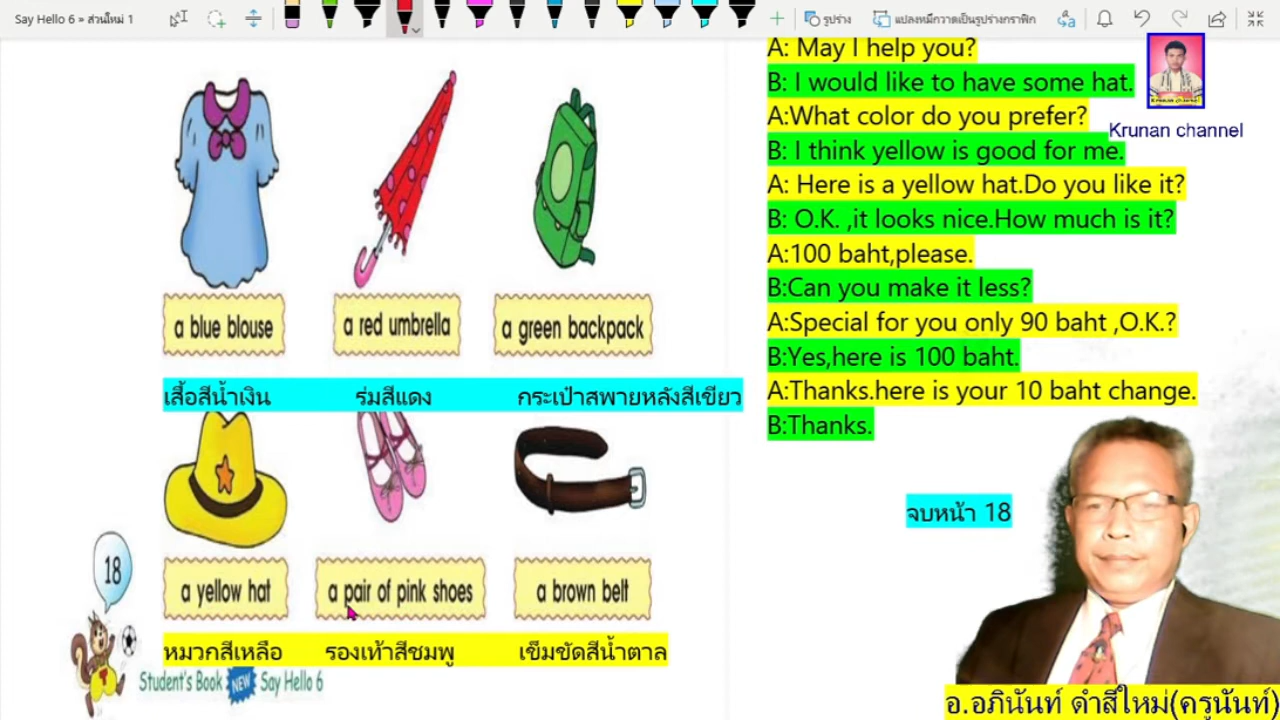 Say Hello 6 » ส่วนใหม่ 1
รูปร่าง
แปลงหมึกวาดเป็นรูปร่างกราฟิก
a blue blouse
a red umbrella
a green backpack
เสื้อสีน้ำเงิน
ร่มสีแดง
กระเป๋าสพายหลังสีเขียว
a yellow hat
a pair of pink shoes
a brown belt
หมวกสีเหลือ
รองเท้าสีชมพู
เข็มขัดสีน้ำตาล
18
Student's Book NEW Say Hello 6
A: May I help you?
B: I would like to have some hat.
A:What color do you prefer?
B: I think yellow is good for me.
A: Here is a yellow hat.Do you like it?
B: O.K. ,it looks nice.How much is it?
A:100 baht,please.
B:Can you make it less?
A:Special for you only 90 baht ,O.K.?
B:Yes,here is 100 baht.
A:Thanks.here is your 10 baht change.
B:Thanks.
Krunan channel
จบหน้า 18
อ.อภินันท์ ดำสีใหม่(ครูนันท์)